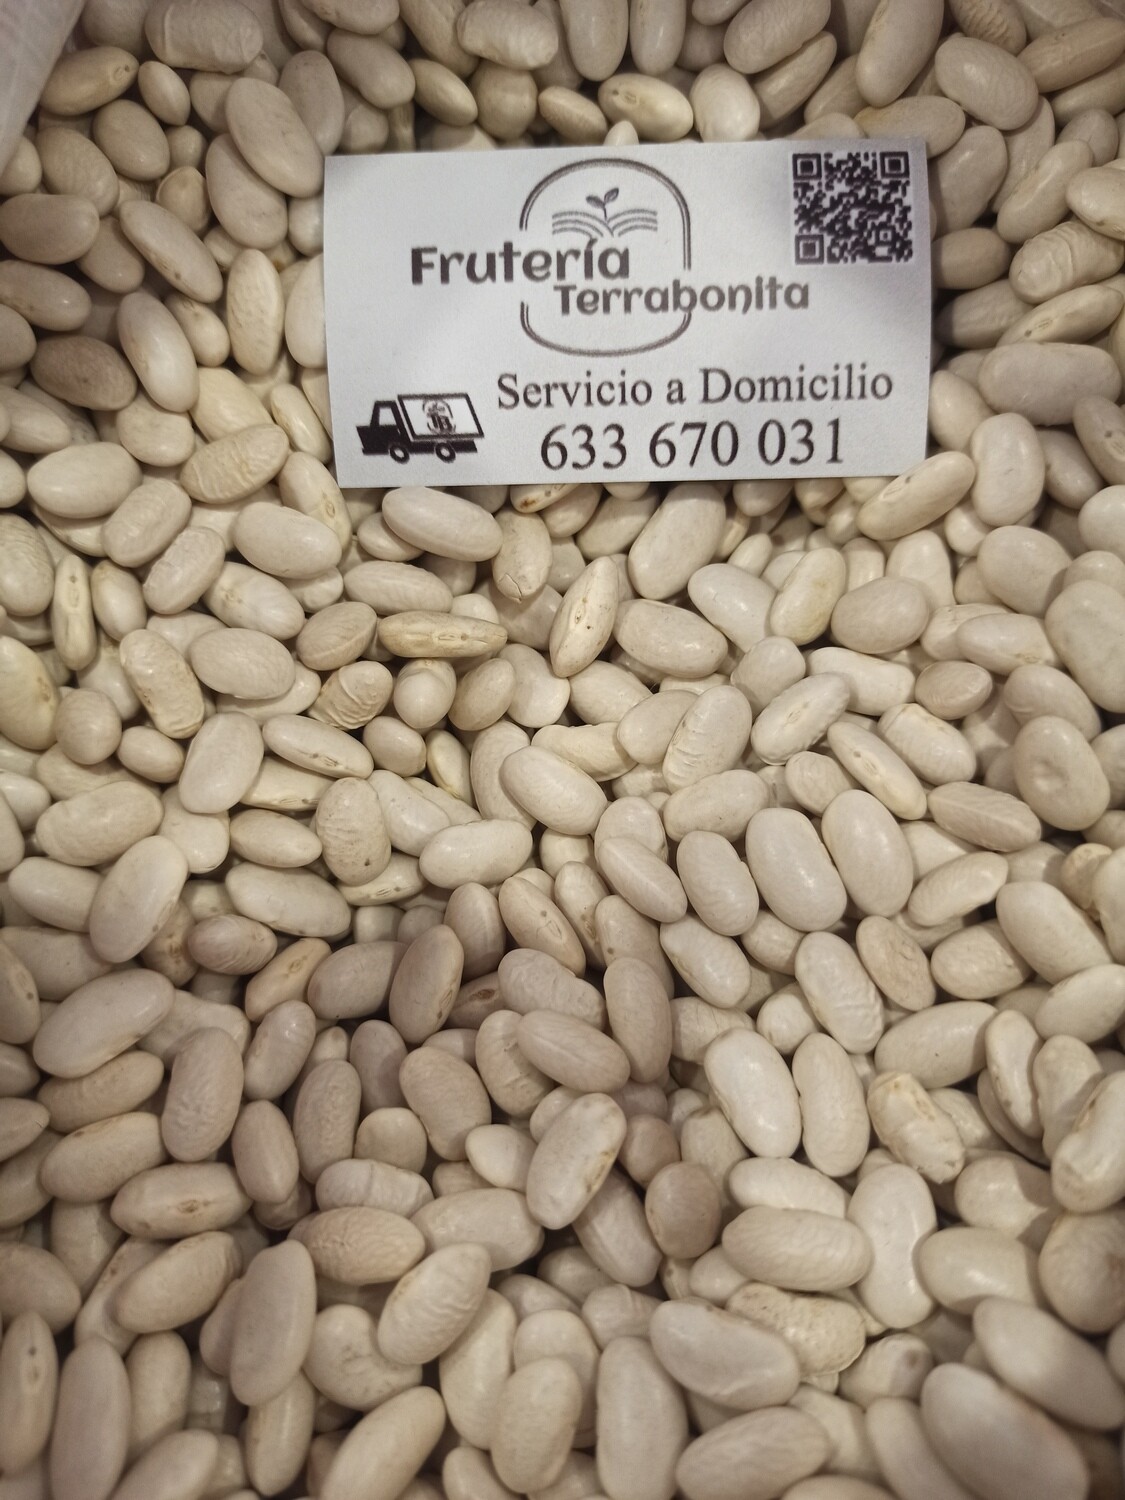 Frutería
Terrabonita
Servicio a Domicilio
633 670 031